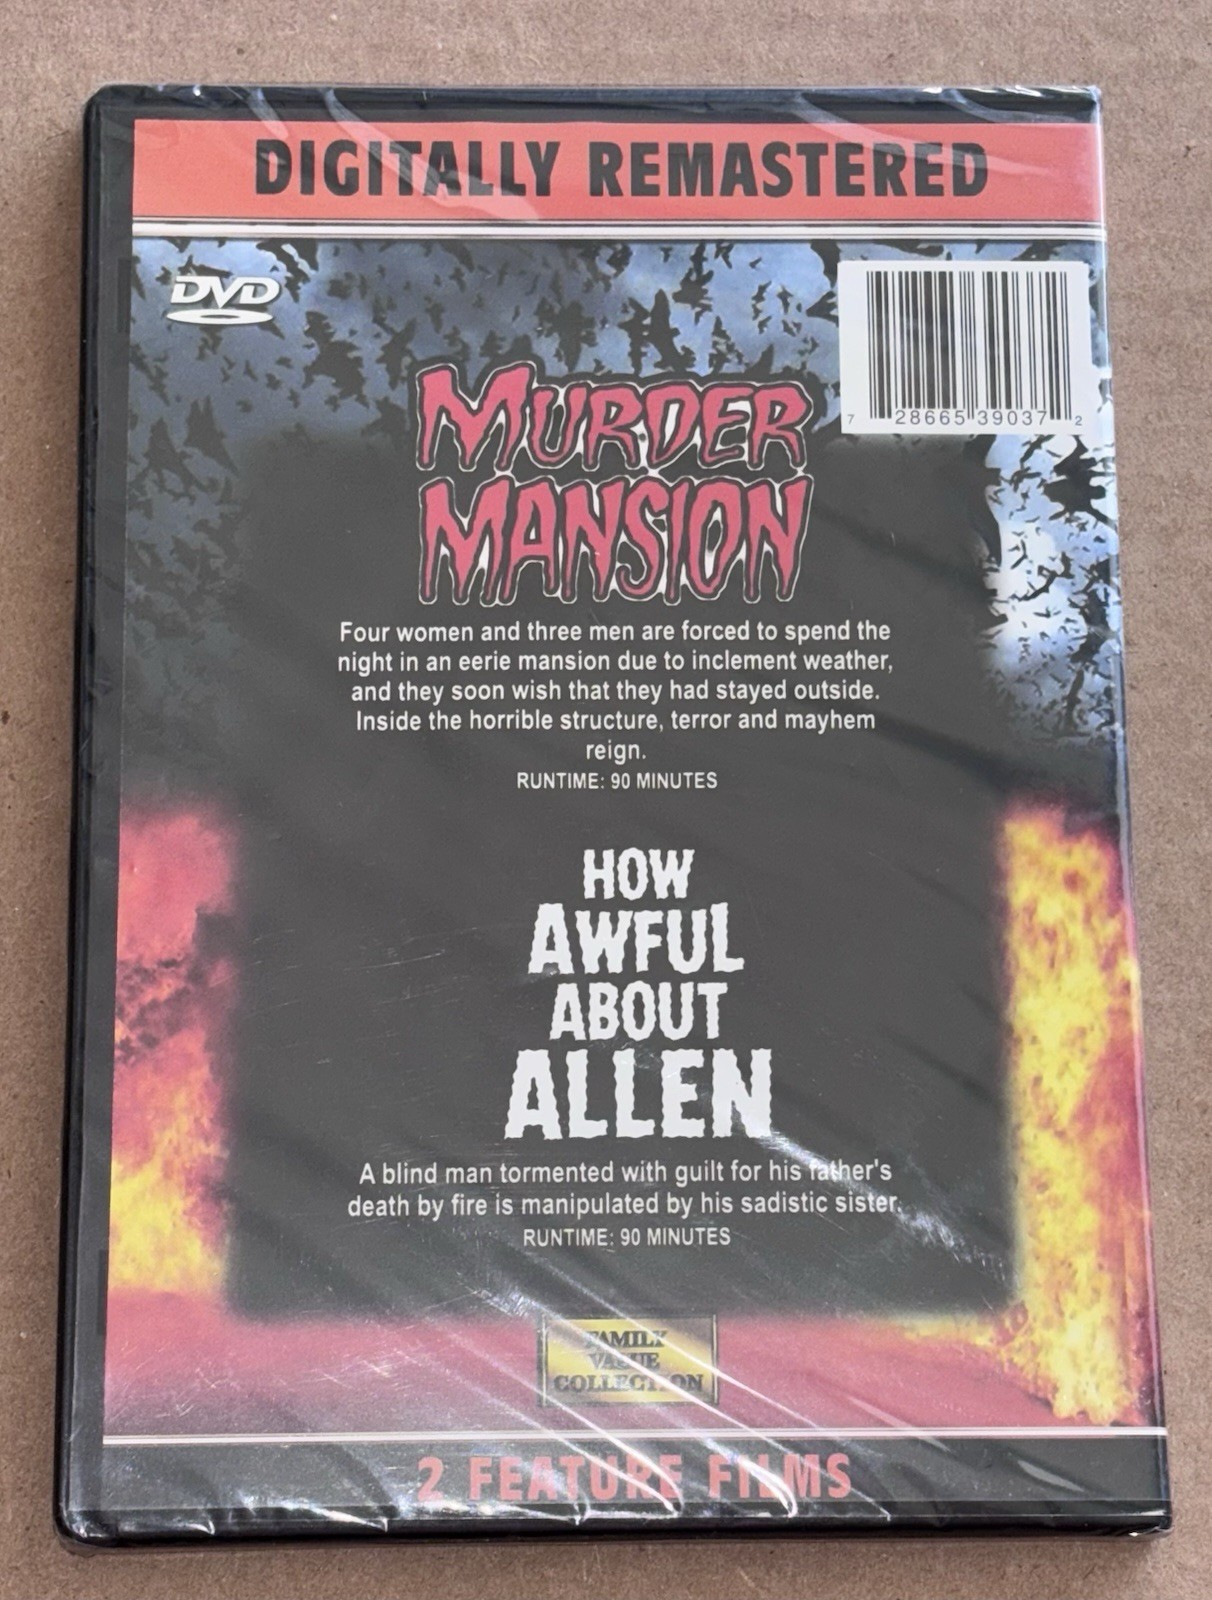 DIGITALLY REMASTERED
DVD
7 28665 39037 2
MURDER
MANSION
Four women and three men are forced to spend the
night in an eerie mansion due to inclement weather,
and they soon wish that they had stayed outside.
Inside the horrible structure, terror and mayhem
reign.
RUNTIME: 90 MINUTES
HOW
AWFUL
ABOUT
ALLEN
A blind man tormented with guilt for his father's
death by fire is manipulated by his sadistic sister.
RUNTIME: 90 MINUTES
FAMILY
VALUE
COLLECTION
2 FEATURE FILMS